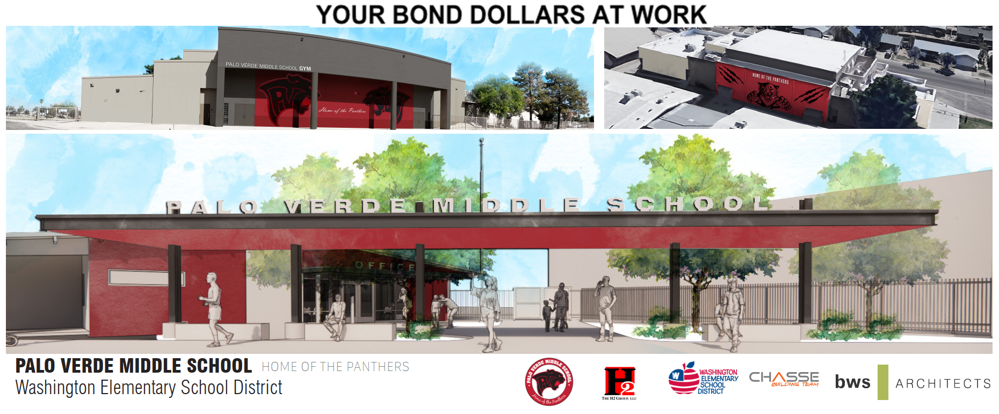 YOUR BOND DOLLARS AT WORK
PALO VERDE MIDDLE SCHOOL GYM
GYM
PVC
Home of the Panthers
HOME OF THE PANTHERS
PALO VERDE MIDDLE SCHOOL
OFFICE
PALO VERDE MIDDLE SCHOOL HOME OF THE PANTHERS
Washington Elementary School District
PALO VERDE MIDDLE SCHOOL
PVC
Home of the Panthers
H2
THE H2 GROUP, LLC
W
WASHINGTON
ELEMENTARY
SCHOOL
DISTRICT
CHASSE
BUILDING TEAM
bws ARCHITECTS